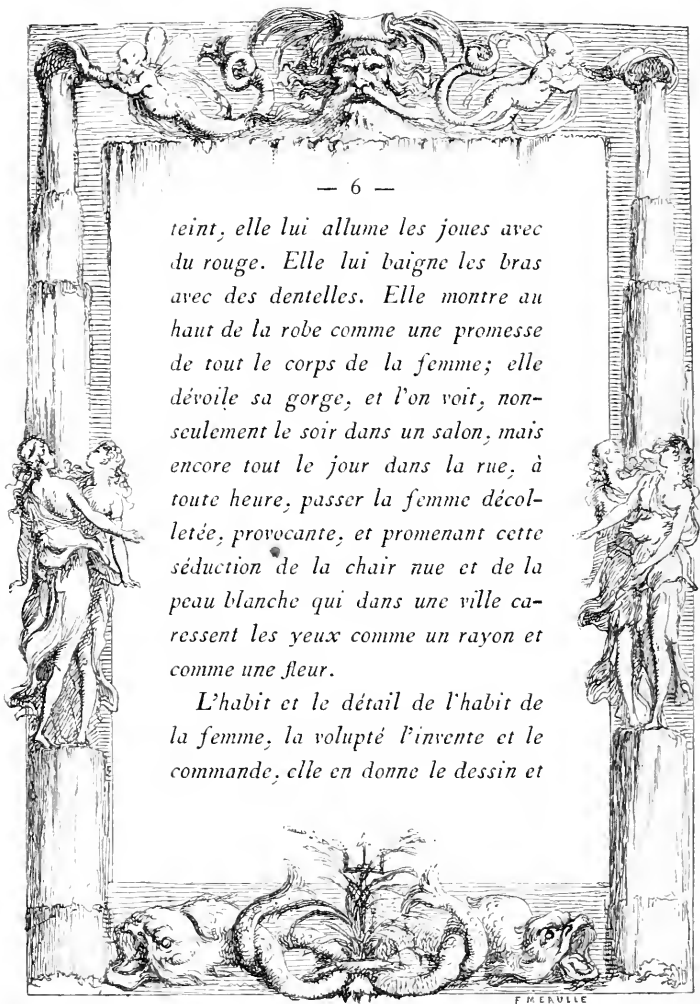 — 6 —
teint, elle lui allume les joues avec
du rouge. Elle lui baigne les bras
avec des dentelles. Elle montre au
haut de la robe comme une promesse
de tout le corps de la femme; elle
dévoile sa gorge, et l'on voit, non-
seulement le soir dans un salon, mais
encore tout le jour dans la rue, à
toute heure, passer la femme décol-
letée, provocante, et promenant cette
séduction de la chair nue et de la
peau blanche qui dans une ville ca-
ressent les yeux comme un rayon et
comme une fleur.
L'habit et le détail de l'habit de
la femme, la volupté l'invente et le
commande, elle en donne le dessin et